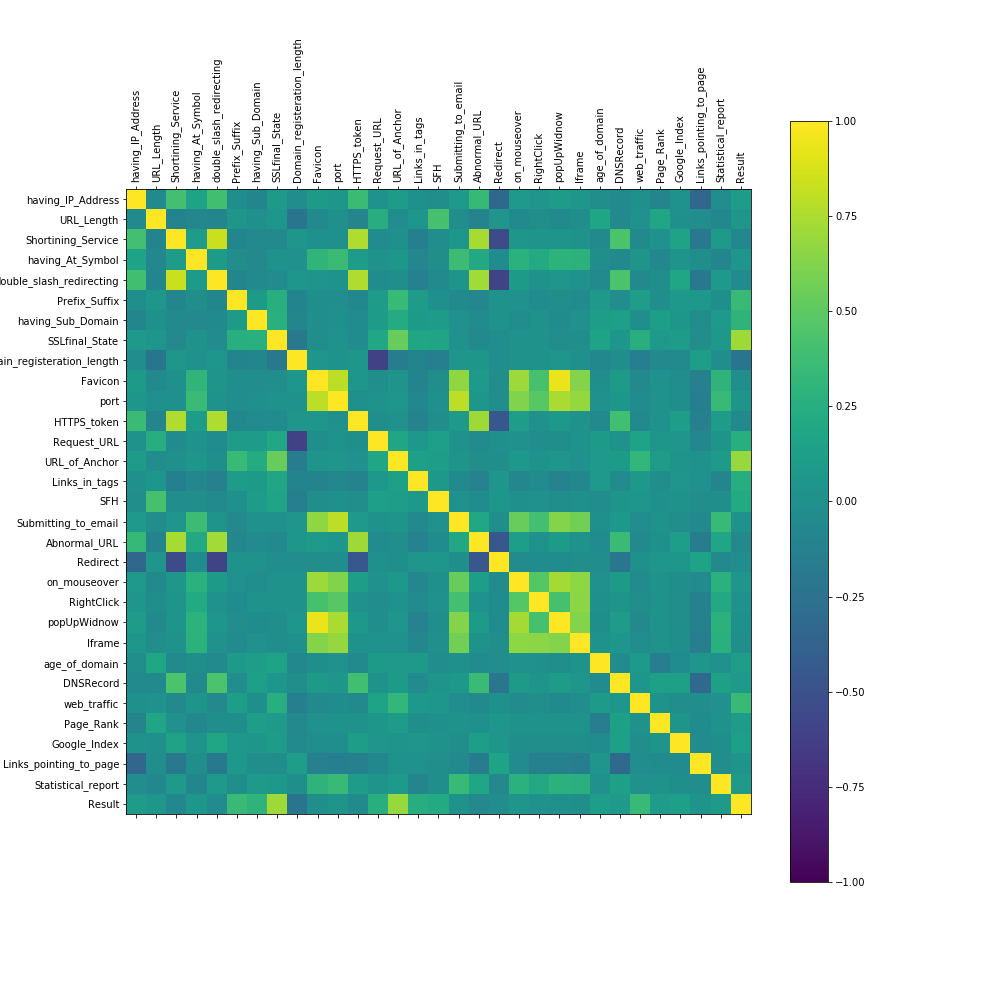 having_IP_Address
URL_Length
Shortining_Service
having_At_Symbol
double_slash_redirecting
Prefix_Suffix
having_Sub_Domain
SSLfinal_State
Domain_registeration_length
Favicon
port
HTTPS_token
Request_URL
URL_of_Anchor
Links_in_tags
SFH
Submitting_to_email
Abnormal_URL
Redirect
on_mouseover
RightClick
popUpWidnow
Iframe
age_of_domain
DNSRecord
web_traffic
Page_Rank
Google_Index
Links_pointing_to_page
Statistical_report
Result
having_IP_Address
URL_Length
Shortining_Service
having_At_Symbol
ouble_slash_redirecting
Prefix_Suffix
having_Sub_Domain
SSLfinal_State
ain_registeration_length
Favicon
port
HTTPS_token
Request_URL
URL_of_Anchor
Links_in_tags
SFH
Submitting_to_email
Abnormal_URL
Redirect
on_mouseover
RightClick
popUpWidnow
Iframe
age_of_domain
DNSRecord
web_traffic
Page_Rank
Google_Index
Links_pointing_to_page
Statistical_report
Result
1.00
0.75
0.50
0.25
0.00
−0.25
−0.50
−0.75
−1.00